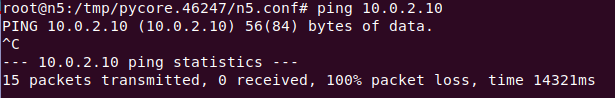 root@n5:/tmp/pycore.46247/n5.conf# ping 10.0.2.10
PING 10.0.2.10 (10.0.2.10) 56(84) bytes of data.
^C
--- 10.0.2.10 ping statistics ---
15 packets transmitted, 0 received, 100% packet loss, time 14321ms